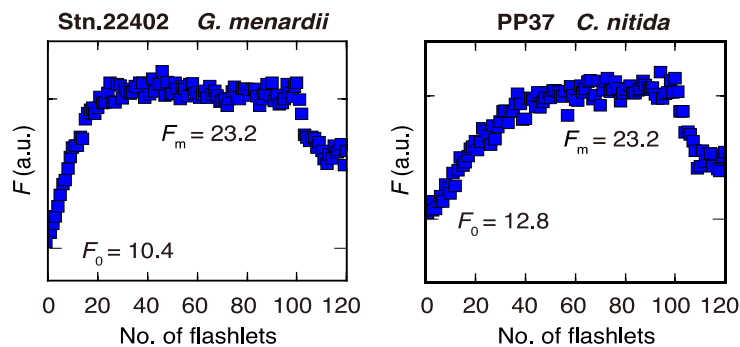 Stn.22402 G. menardii
F (a.u.)
Fm = 23.2
F0 = 10.4
0 20 40 60 80 100 120
No. of flashlets
PP37 C. nitida
F (a.u.)
Fm = 23.2
F0 = 12.8
0 20 40 60 80 100 120
No. of flashlets